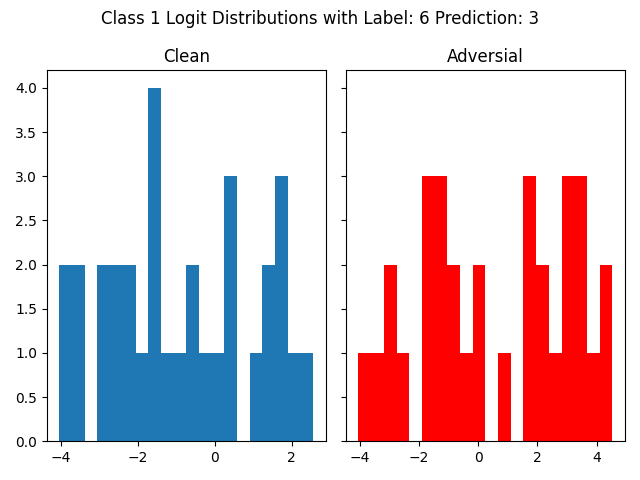 Class 1 Logit Distributions with Label: 6 Prediction: 3
Clean
Adversial
4.0
3.5
3.0
2.5
2.0
1.5
1.0
0.5
0.0
−4 −2 0 2
−4 −2 0 2 4